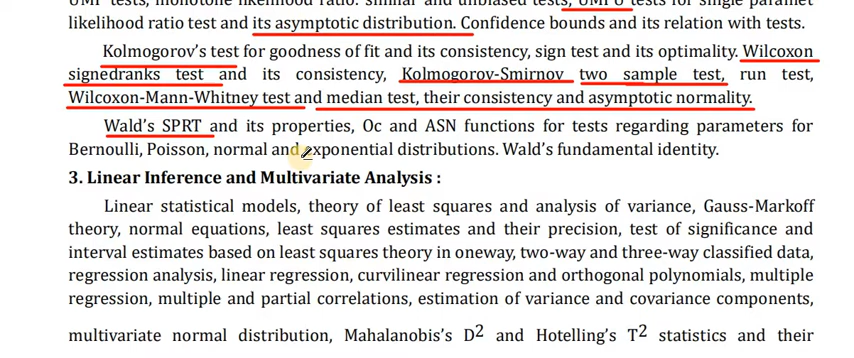 UMP tests, monotone likelihood ratio: similar and unbiased tests, UMPU tests for single paramet
likelihood ratio test and its asymptotic distribution. Confidence bounds and its relation with tests.
Kolmogorov's test for goodness of fit and its consistency, sign test and its optimality. Wilcoxon
signedranks test and its consistency, Kolmogorov-Smirnov two sample test, run test,
Wilcoxon-Mann-Whitney test and median test, their consistency and asymptotic normality.
Wald's SPRT and its properties, Oc and ASN functions for tests regarding parameters for
Bernoulli, Poisson, normal and exponential distributions. Wald's fundamental identity.
3. Linear Inference and Multivariate Analysis :
Linear statistical models, theory of least squares and analysis of variance, Gauss-Markoff
theory, normal equations, least squares estimates and their precision, test of significance and
interval estimates based on least squares theory in oneway, two-way and three-way classified data,
regression analysis, linear regression, curvilinear regression and orthogonal polynomials, multiple
regression, multiple and partial correlations, estimation of variance and covariance components,
multivariate normal distribution, Mahalanobis's D2 and Hotelling's T2 statistics and their